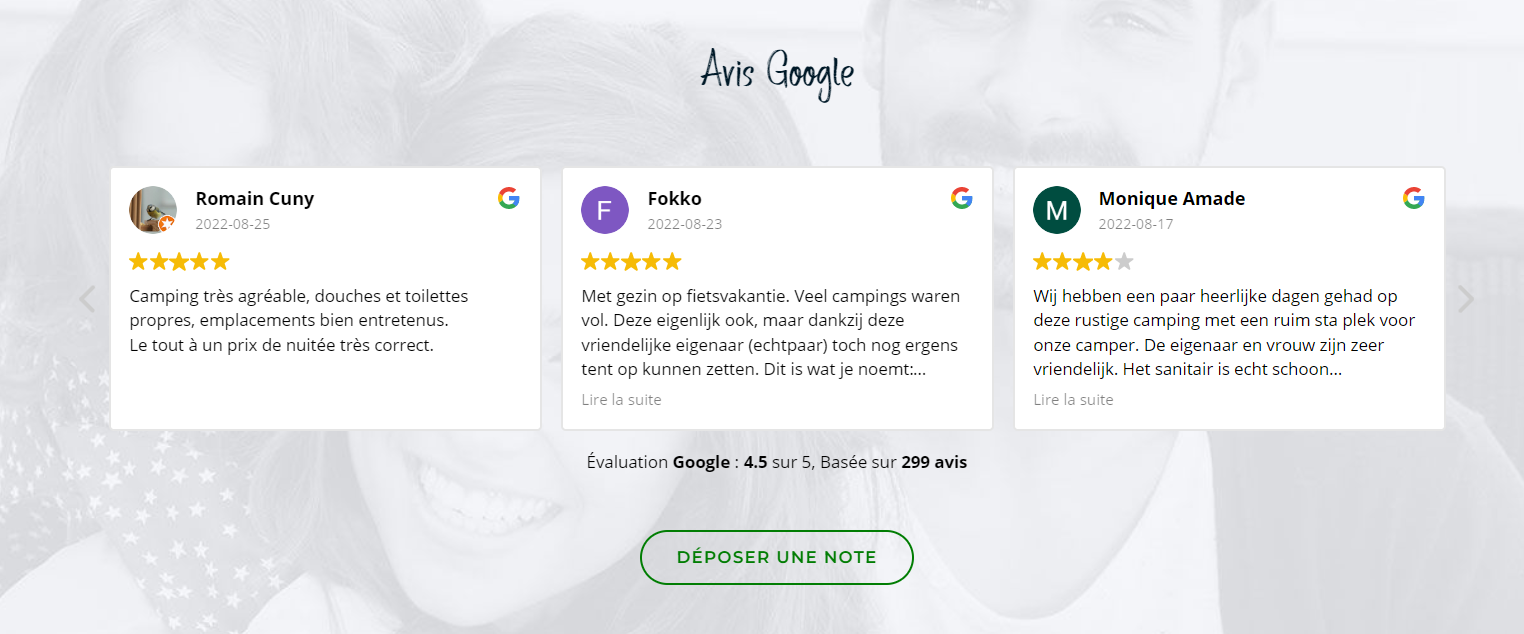 Avis Google
Romain Cuny
2022-08-25
Camping très agréable, douches et toilettes
propres, emplacements bien entretenus.
Le tout à un prix de nuitée très correct.
F
Fokko
2022-08-23
Met gezin op fietsvakantie. Veel campings waren
vol. Deze eigenlijk ook, maar dankzij deze
vriendelijke eigenaar (echtpaar) toch nog ergens
tent op kunnen zetten. Dit is wat je noemt:...
Lire la suite
M
Monique Amade
2022-08-17
Wij hebben een paar heerlijke dagen gehad op
deze rustige camping met een ruim sta plek voor
onze camper. De eigenaar en vrouw zijn zeer
vriendelijk. Het sanitair is echt schoon...
Lire la suite
Évaluation Google : 4.5 sur 5, Basée sur 299 avis
DÉPOSER UNE NOTE